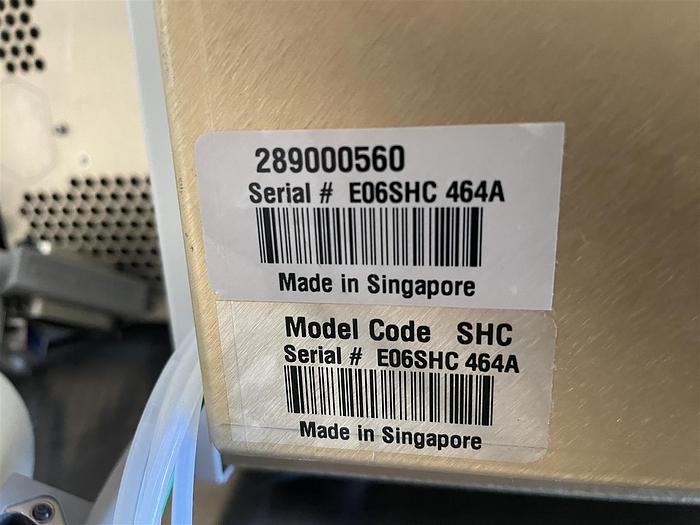 289000560
Serial # E06SHC 464A
Made in Singapore
Model Code SHC
Serial # E06SHC 464A
Made in Singapore